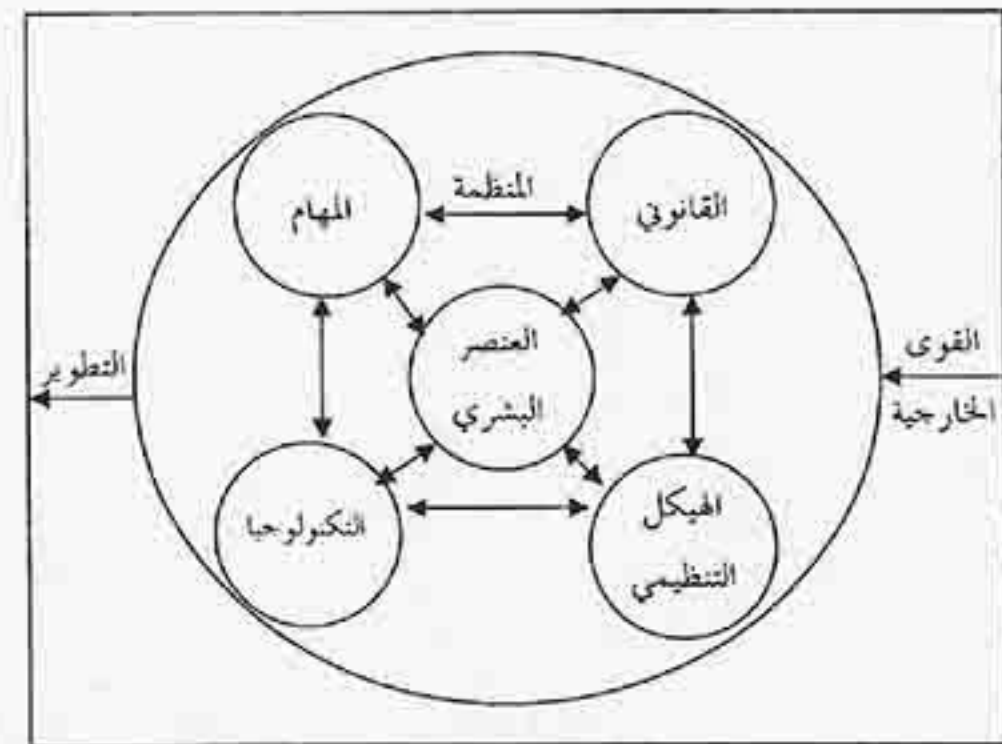 المنظمة
القانوني
المهام
العنصر
البشري
القوى
الخارجية
التطوير
الهيكل
التنظيمي
التكنولوجيا